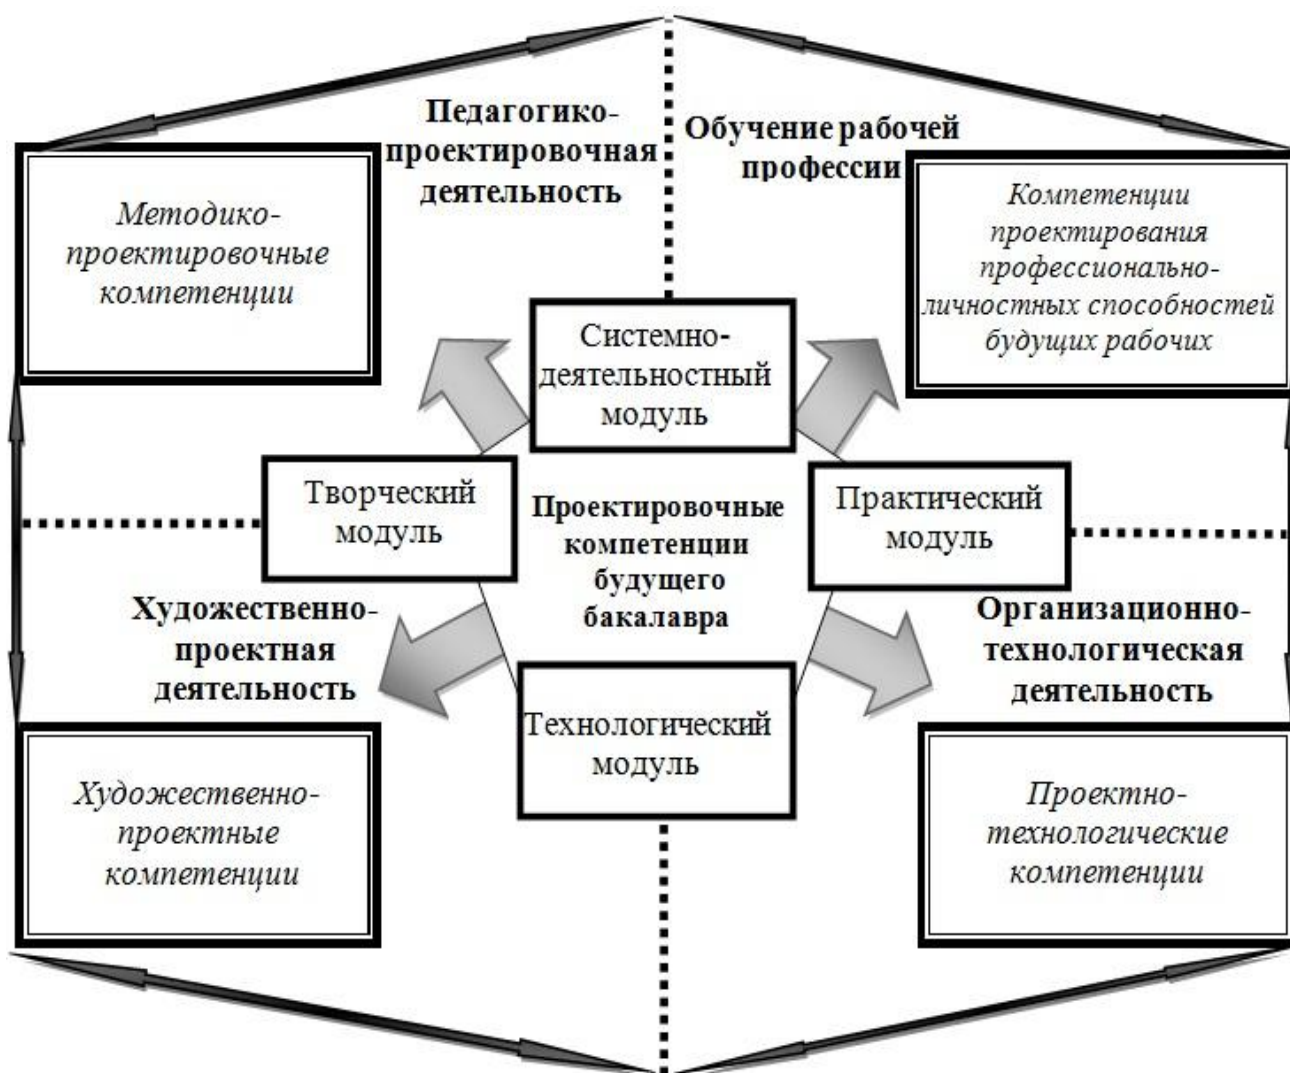 Педагогико-
проектировочная
деятельность
Обучение рабочей
профессии
Методико-
проектировочные
компетенции
Компетенции
проектирования
профессионально-
личностных способностей
будущих рабочих
Системно-
деятельностный
модуль
Творческий
модуль
Проектировочные
компетенции
будущего
бакалавра
Практический
модуль
Художественно-
проектная
деятельность
Организационно-
технологическая
деятельность
Технологический
модуль
Художественно-
проектные
компетенции
Проектно-
технологические
компетенции